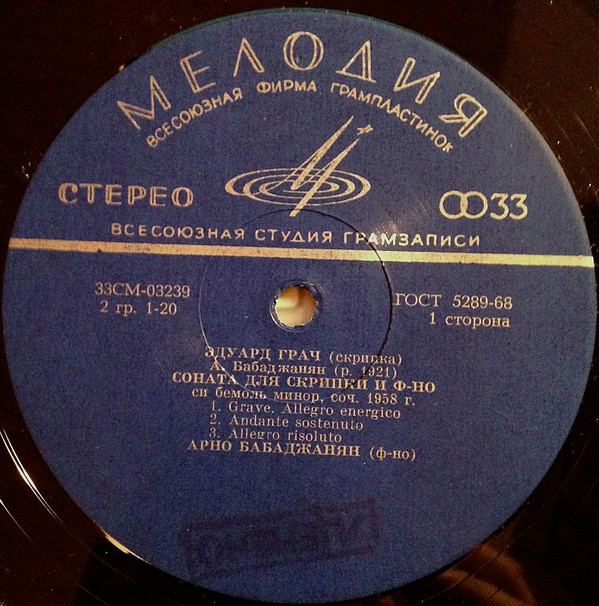 МЕЛОДИЯ
ВСЕСОЮЗНАЯ ФИРМА ГРАМПЛАСТИНОК
СТЕРЕО
33
ВСЕСОЮЗНАЯ СТУДИЯ ГРАМЗАПИСИ
33СМ-03239
2 гр. 1-20
ГОСТ 5289-68
1 сторона
ЭДУАРД ГРАЧ (скрипка)
А. Бабаджанян (р. 1921)
СОНАТА ДЛЯ СКРИПКИ И Ф-НО
си бемоль минор, соч. 1958 г.
1. Grave. Allegro energico
2. Andante sostenuto
3. Allegro risoluto
АРНО БАБАДЖАНЯН (ф-но)